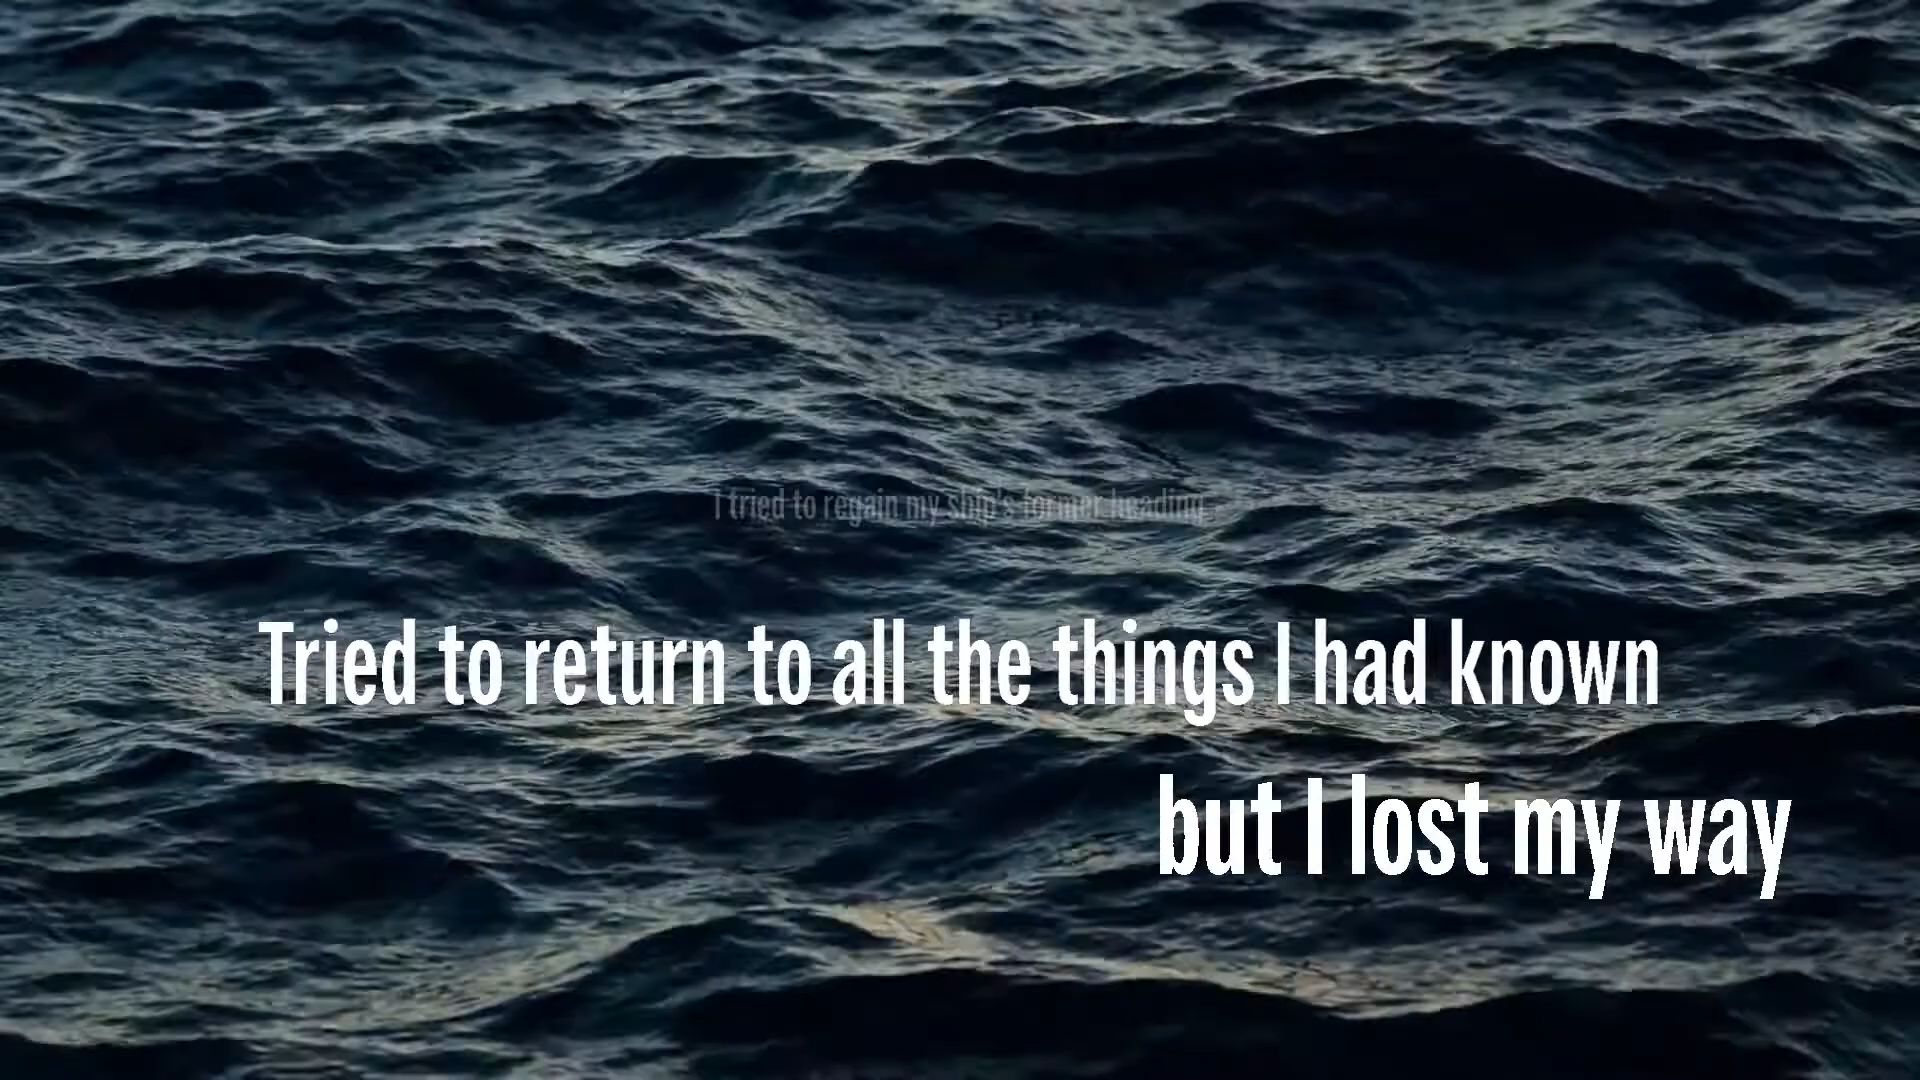 I tried to regain my ship's former heading
Tried to return to all the things I had known
but I lost my way